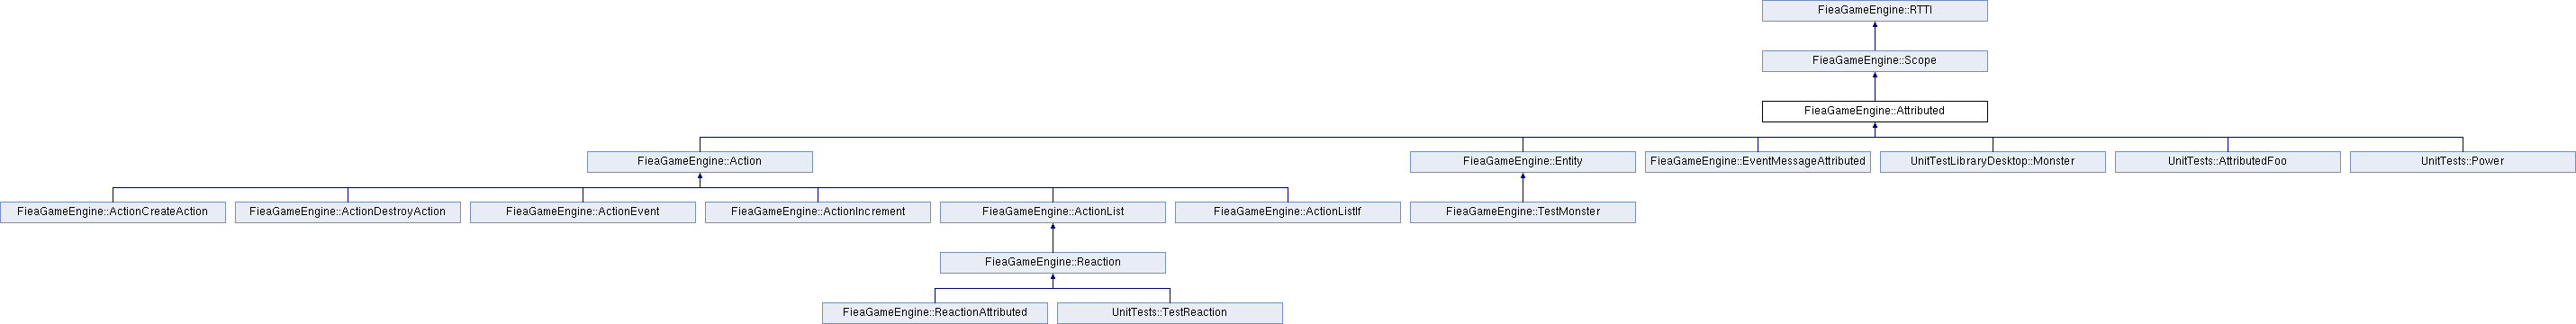 FieaGameEngine::RTTI
FieaGameEngine::Scope
FieaGameEngine::Attributed
FieaGameEngine::Action
FieaGameEngine::Entity
FieaGameEngine::EventMessageAttributed
UnitTestLibraryDesktop::Monster
UnitTests::AttributedFoo
UnitTests::Power
FieaGameEngine::ActionCreateAction
FieaGameEngine::ActionDestroyAction
FieaGameEngine::ActionEvent
FieaGameEngine::ActionIncrement
FieaGameEngine::ActionList
FieaGameEngine::ActionListIf
FieaGameEngine::TestMonster
FieaGameEngine::Reaction
FieaGameEngine::ReactionAttributed
UnitTests::TestReaction